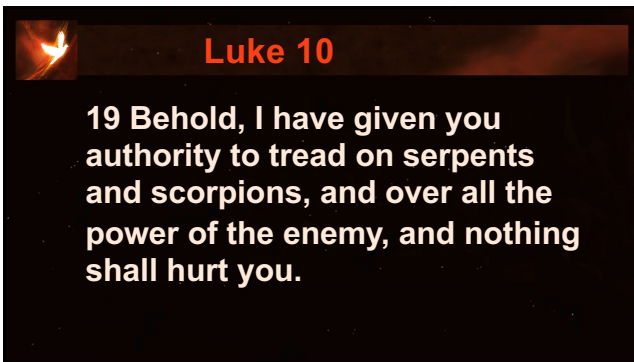 Luke 10
19 Behold, I have given you
authority to tread on serpents
and scorpions, and over all the
power of the enemy, and nothing
shall hurt you.